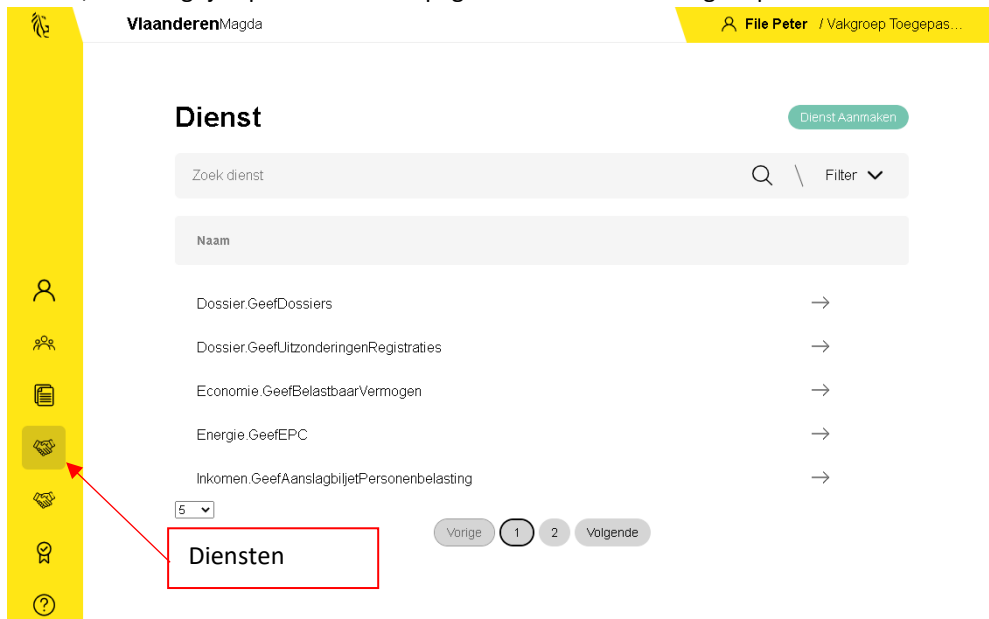 VlaanderenMagda
File Peter / Vakgroep Toegepas...
Dienst
Dienst Aanmaken
Zoek dienst
Filter
Naam
Dossier.GeefDossiers
Dossier.GeefUitzonderingenRegistraties
Economie.GeefBelastbaarVermogen
Energie.GeefEPC
Inkomen.GeefAanslagbiljetPersonenbelasting
5
Vorige 1 2 Volgende
Diensten